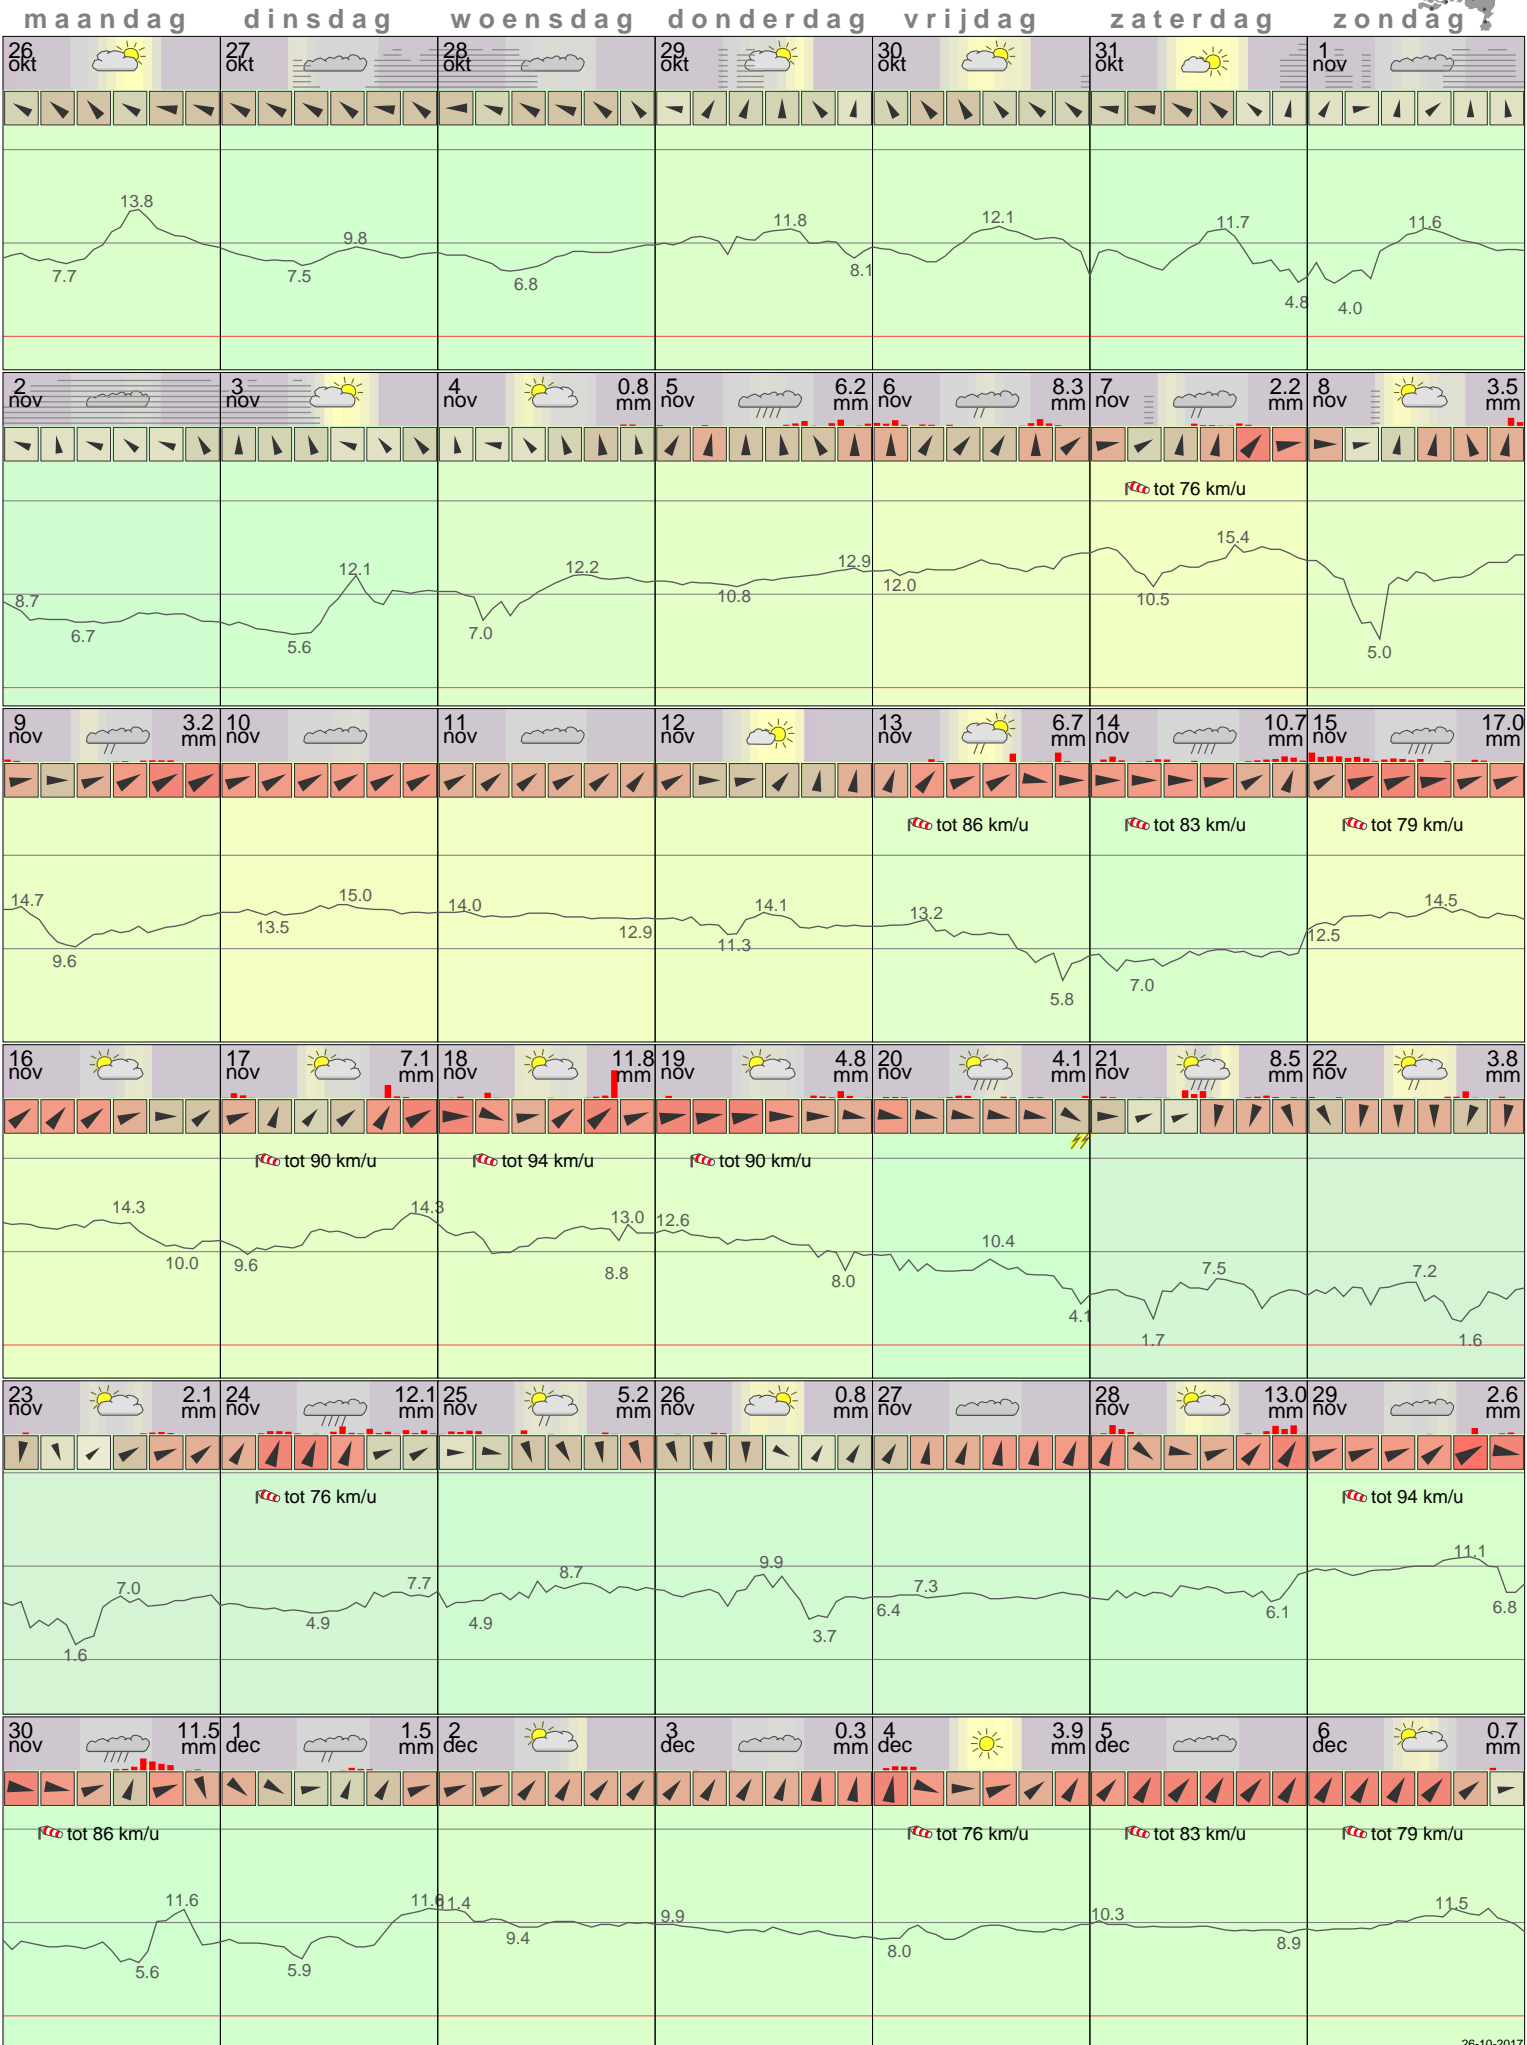 maandag dinsdag woensdag donderdag vrijdag zaterdag zondag
26 27 28 29 30 31 1
okt okt okt okt okt okt nov
13.8 9.8 11.8 12.1 11.7 11.6
7.7 7.5 6.8 8.1 4.8 4.0
2 3 4 0.8 5 6.2 6 8.3 7 2.2 8 3.5
nov nov nov mm nov mm nov mm nov mm nov mm
tot 76 km/u
8.7 12.1 12.2 12.9 15.4
6.7 5.6 7.0 10.8 12.0 10.5 5.0
9 3.2 10 11 12 13 6.7 14 10.7 15 17.0
nov mm nov nov nov nov mm nov mm nov mm
tot 86 km/u tot 83 km/u tot 79 km/u
14.7 15.0 14.0 14.1 13.2 14.5
9.6 13.5 12.9 11.3 5.8 7.0 12.5
16 17 7.1 18 11.8 19 4.8 20 4.1 21 8.5 22 3.8
nov nov mm nov mm nov mm nov mm nov mm nov mm
tot 90 km/u tot 94 km/u tot 90 km/u
14.3 14.3 13.0 12.6 10.4 7.5 7.2
10.0 9.6 8.8 8.0 4.1 1.7 1.6
23 2.1 24 12.1 25 5.2 26 0.8 27 28 13.0 29 2.6
nov mm nov mm nov mm nov mm nov nov mm nov mm
tot 76 km/u tot 94 km/u
7.0 7.7 8.7 9.9 7.3 11.1
1.6 4.9 4.9 3.7 6.4 6.1 6.8
30 11.5 1 1.5 2 3 0.3 4 3.9 5 6 0.7
nov mm dec mm dec dec mm dec mm dec dec mm
tot 86 km/u tot 76 km/u tot 83 km/u tot 79 km/u
11.6 11.4 9.9 10.3 11.5
5.6 5.9 9.4 8.0 8.9
26-10-2017